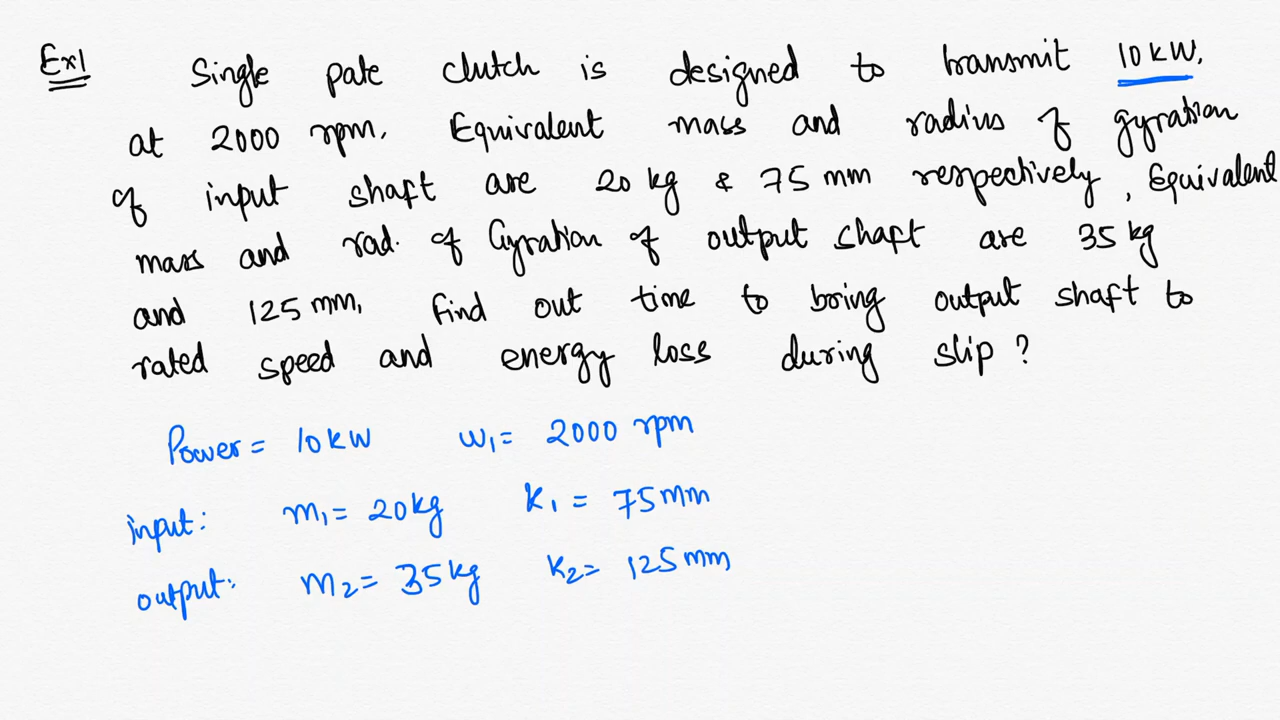 Ex1 Single pate clutch is designed to transmit 10 kW.
at 2000 rpm. Equivalent mass and radius of gyration
of input shaft are 20 kg & 75 mm respectively, Equivalent
mass and rad. of Gyration of output shaft are 35 kg
and 125 mm, find out time to bring output shaft to
rated speed and energy loss during slip ?
Power = 10 kW ω₁ = 2000 rpm
input: m₁ = 20 kg k₁ = 75 mm
output: m₂ = 35 kg k₂ = 125 mm